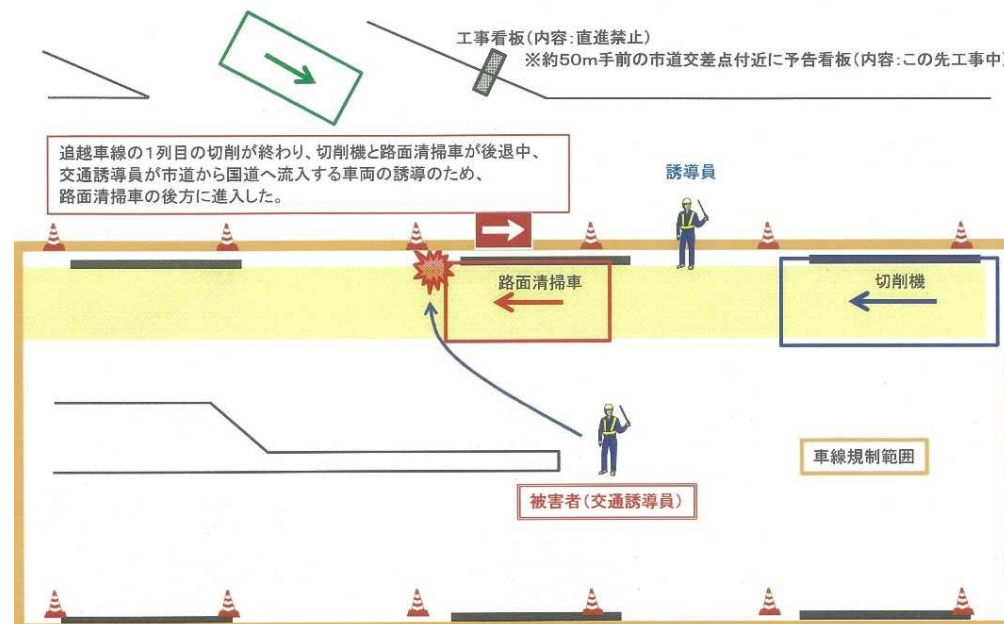 工事看板(内容:直進禁止)
※約50m手前の市道交差点付近に予告看板(内容:この先工事中)
追越車線の1列目の切削が終わり、切削機と路面清掃車が後退中、
交通誘導員が市道から国道へ流入する車両の誘導のため、
路面清掃車の後方に進入した。
誘導員
路面清掃車
切削機
車線規制範囲
被害者(交通誘導員)